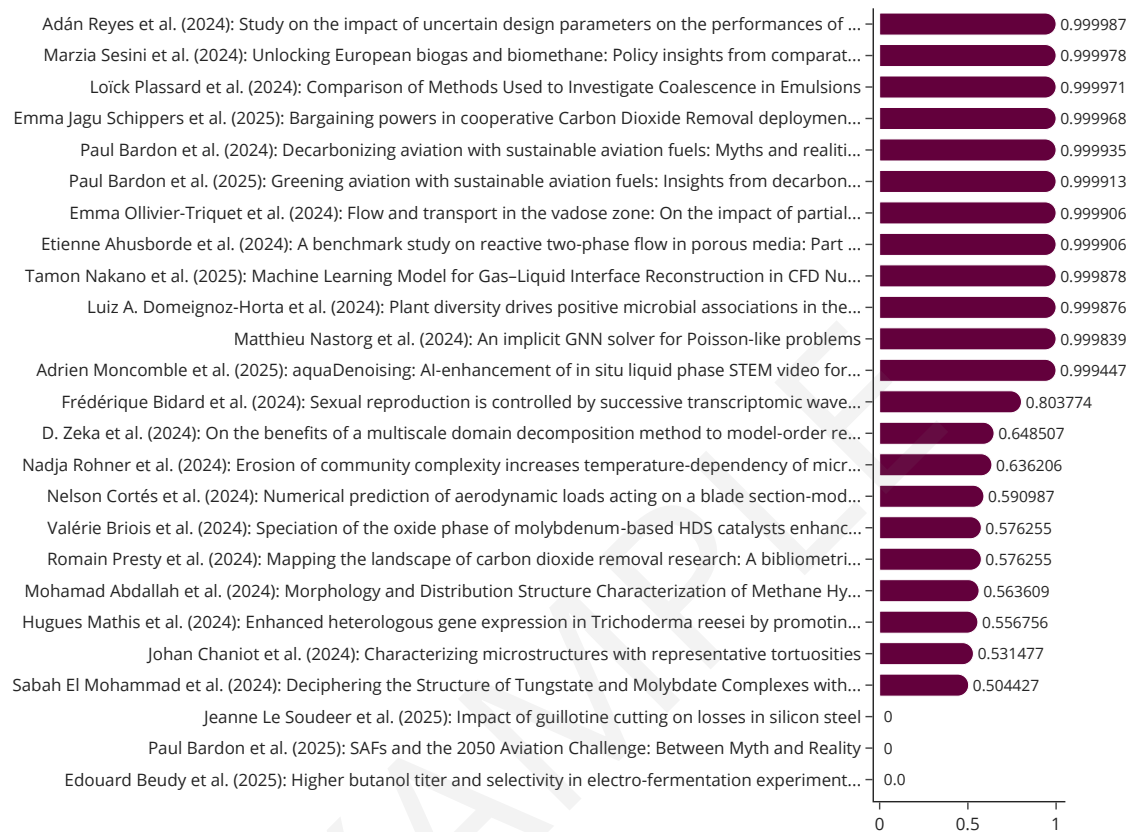 Adán Reyes et al. (2024): Study on the impact of uncertain design parameters on the performances of ... 0.999987
Marzia Sesini et al. (2024): Unlocking European biogas and biomethane: Policy insights from comparat... 0.999978
Loïck Plassard et al. (2024): Comparison of Methods Used to Investigate Coalescence in Emulsions 0.999971
Emma Jagu Schippers et al. (2025): Bargaining powers in cooperative Carbon Dioxide Removal deploymen... 0.999968
Paul Bardon et al. (2024): Decarbonizing aviation with sustainable aviation fuels: Myths and realiti... 0.999935
Paul Bardon et al. (2025): Greening aviation with sustainable aviation fuels: Insights from decarbon... 0.999913
Emma Ollivier-Triquet et al. (2024): Flow and transport in the vadose zone: On the impact of partial... 0.999906
Etienne Ahusborde et al. (2024): A benchmark study on reactive two-phase flow in porous media: Part ... 0.999906
Tamon Nakano et al. (2025): Machine Learning Model for Gas–Liquid Interface Reconstruction in CFD Nu... 0.999878
Luiz A. Domeignoz-Horta et al. (2024): Plant diversity drives positive microbial associations in the... 0.999876
Matthieu Nastorg et al. (2024): An implicit GNN solver for Poisson-like problems 0.999839
Adrien Moncomble et al. (2025): aquaDenoising: AI-enhancement of in situ liquid phase STEM video for... 0.999447
Frédérique Bidard et al. (2024): Sexual reproduction is controlled by successive transcriptomic wave... 0.803774
D. Zeka et al. (2024): On the benefits of a multiscale domain decomposition method to model-order re... 0.648507
Nadja Rohner et al. (2024): Erosion of community complexity increases temperature-dependency of micr... 0.636206
Nelson Cortés et al. (2024): Numerical prediction of aerodynamic loads acting on a blade section-mod... 0.590987
Valérie Briois et al. (2024): Speciation of the oxide phase of molybdenum-based HDS catalysts enhanc... 0.576255
Romain Presty et al. (2024): Mapping the landscape of carbon dioxide removal research: A bibliometri... 0.576255
Mohamad Abdallah et al. (2024): Morphology and Distribution Structure Characterization of Methane Hy... 0.563609
Hugues Mathis et al. (2024): Enhanced heterologous gene expression in Trichoderma reesei by promotin... 0.556756
Johan Chaniot et al. (2024): Characterizing microstructures with representative tortuosities 0.531477
Sabah El Mohammad et al. (2024): Deciphering the Structure of Tungstate and Molybdate Complexes with... 0.504427
Jeanne Le Soudeer et al. (2025): Impact of guillotine cutting on losses in silicon steel 0
Paul Bardon et al. (2025): SAFs and the 2050 Aviation Challenge: Between Myth and Reality 0
Edouard Beudy et al. (2025): Higher butanol titer and selectivity in electro-fermentation experiment... 0.0
0 0.5 1